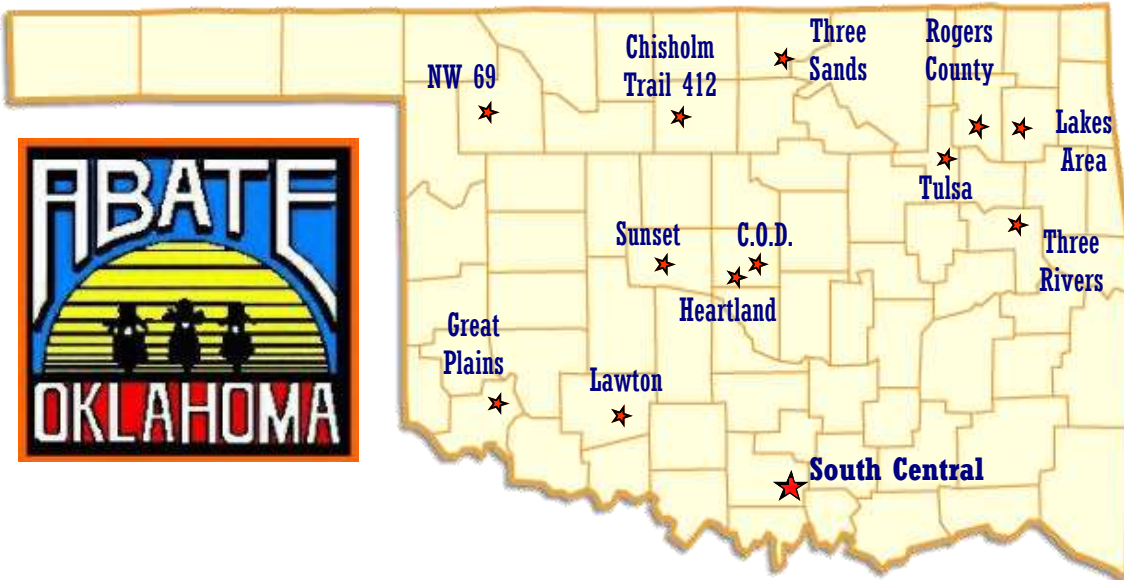 Three
Sands
Rogers
County
Chisholm
Trail 412
NW 69
Lakes
Area
ABATE
OKLAHOMA
Tulsa
Sunset
C.O.D.
Three
Rivers
Heartland
Great
Plains
Lawton
South Central